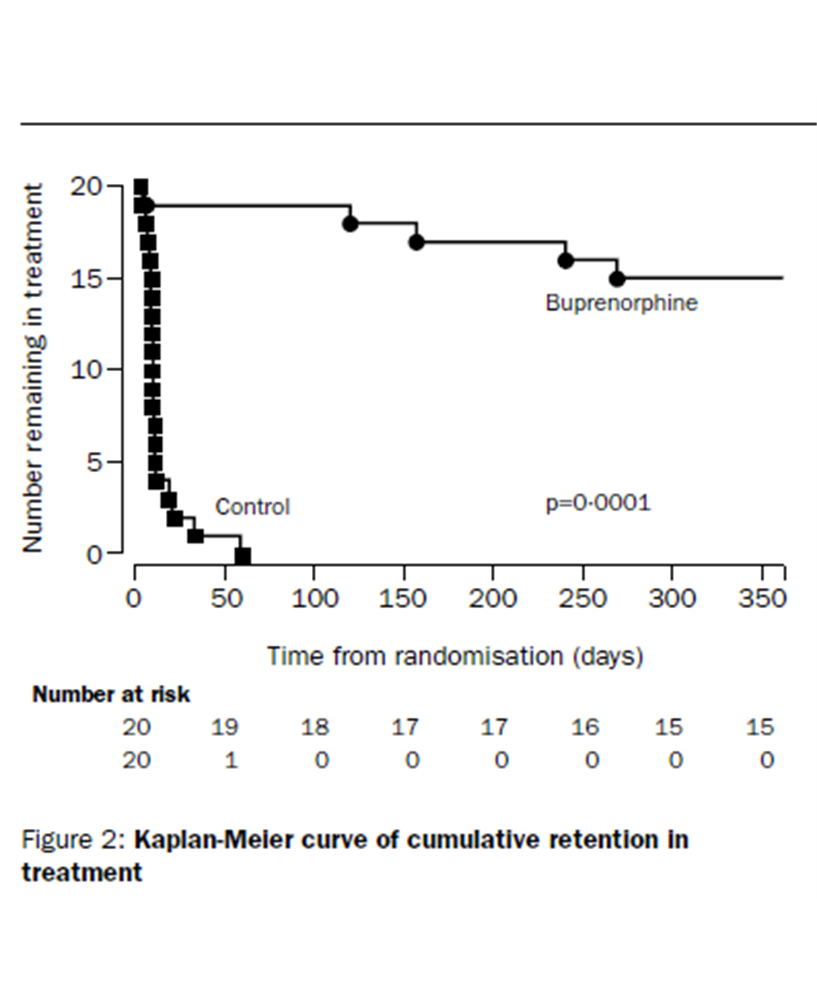 Number remaining in treatment
20
15
10
5
0
Buprenorphine
Control
p=0·0001
0 50 100 150 200 250 300 350
Time from randomisation (days)
Number at risk
20 19 18 17 17 16 15 15
20 1 0 0 0 0 0 0
Figure 2: Kaplan-Meier curve of cumulative retention in
treatment